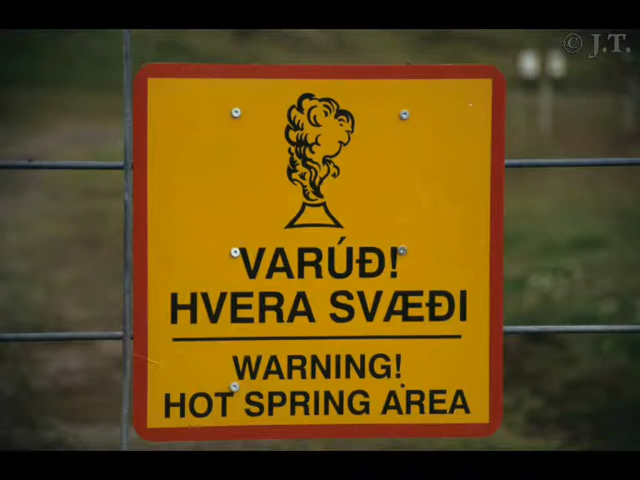 © J.T.
VARÚÐ!
HVERA SVÆÐI
WARNING!
HOT SPRING AREA